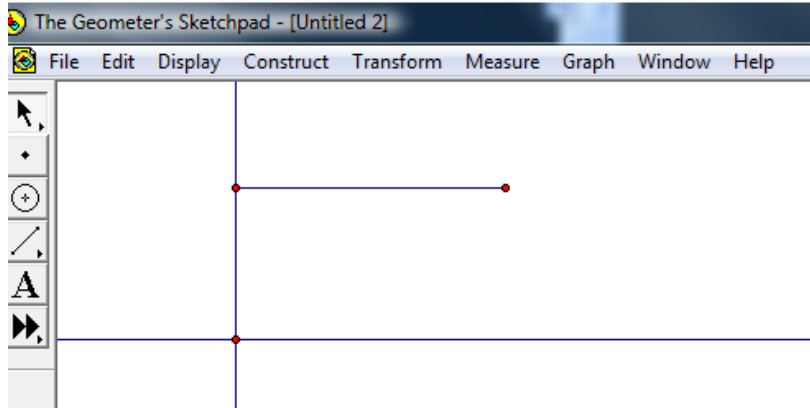 The Geometer's Sketchpad - [Untitled 2]
File Edit Display Construct Transform Measure Graph Window Help
A